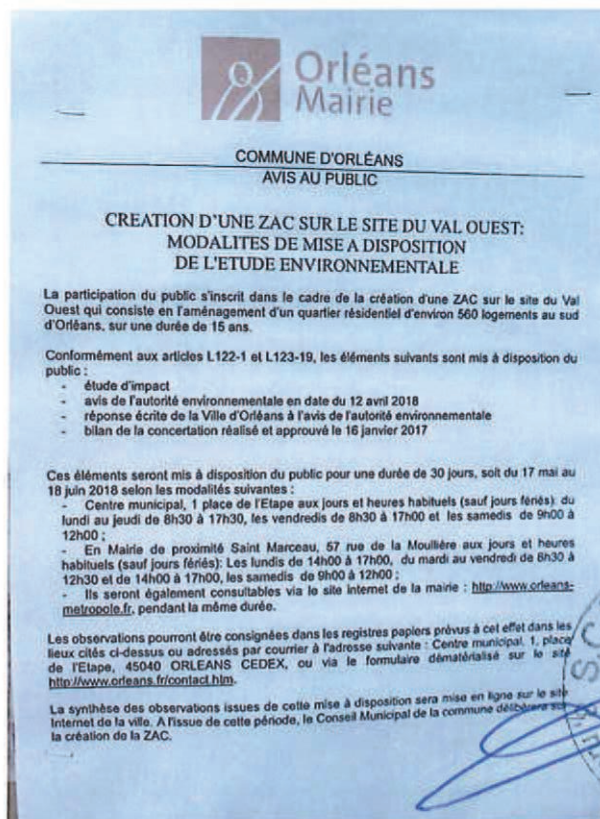 Orléans
Mairie
COMMUNE D'ORLÉANS
AVIS AU PUBLIC
CREATION D'UNE ZAC SUR LE SITE DU VAL OUEST:
MODALITES DE MISE A DISPOSITION
DE L'ETUDE ENVIRONNEMENTALE
La participation du public s'inscrit dans le cadre de la création d'une ZAC sur le site du Val
Ouest qui consiste en l'aménagement d'un quartier résidentiel d'environ 560 logements au sud
d'Orléans, sur une durée de 15 ans.
Conformément aux articles L122-1 et L123-19, les éléments suivants sont mis à disposition du
public :
- étude d'impact
- avis de l'autorité environnementale en date du 12 avril 2018
- réponse écrite de la Ville d'Orléans à l'avis de l'autorité environnementale
- bilan de la concertation réalisé et approuvé le 16 janvier 2017
Ces éléments seront mis à disposition du public pour une durée de 30 jours, soit du 17 mai au
18 juin 2018 selon les modalités suivantes :
- Centre municipal, 1 place de l'Etape aux jours et heures habituels (sauf jours fériés): du
lundi au jeudi de 8h30 à 17h30, les vendredis de 8h30 à 17h00 et les samedis de 9h00 à
12h00 ;
- En Mairie de proximité Saint Marceau, 57 rue de la Mouillère aux jours et heures
habituels (sauf jours fériés): Les lundis de 14h00 à 17h00, du mardi au vendredi de 8h30 à
12h30 et de 14h00 à 17h00, les samedis de 9h00 à 12h00 ;
- Ils seront également consultables via le site internet de la mairie : http://www.orleans-
metropole.fr, pendant la même durée.
Les observations pourront être consignées dans les registres papiers prévus à cet effet dans les
lieux cités ci-dessus ou adressés par courrier à l'adresse suivante : Centre municipal, 1, place
de l'Etape, 45040 ORLEANS CEDEX, ou via le formulaire dématérialisé sur le site
http://www.orleans.fr/contact.htm.
La synthèse des observations issues de cette mise à disposition sera mise en ligne sur le site
Internet de la ville. A l'issue de cette période, le Conseil Municipal de la commune délibérera sur
la création de la ZAC.